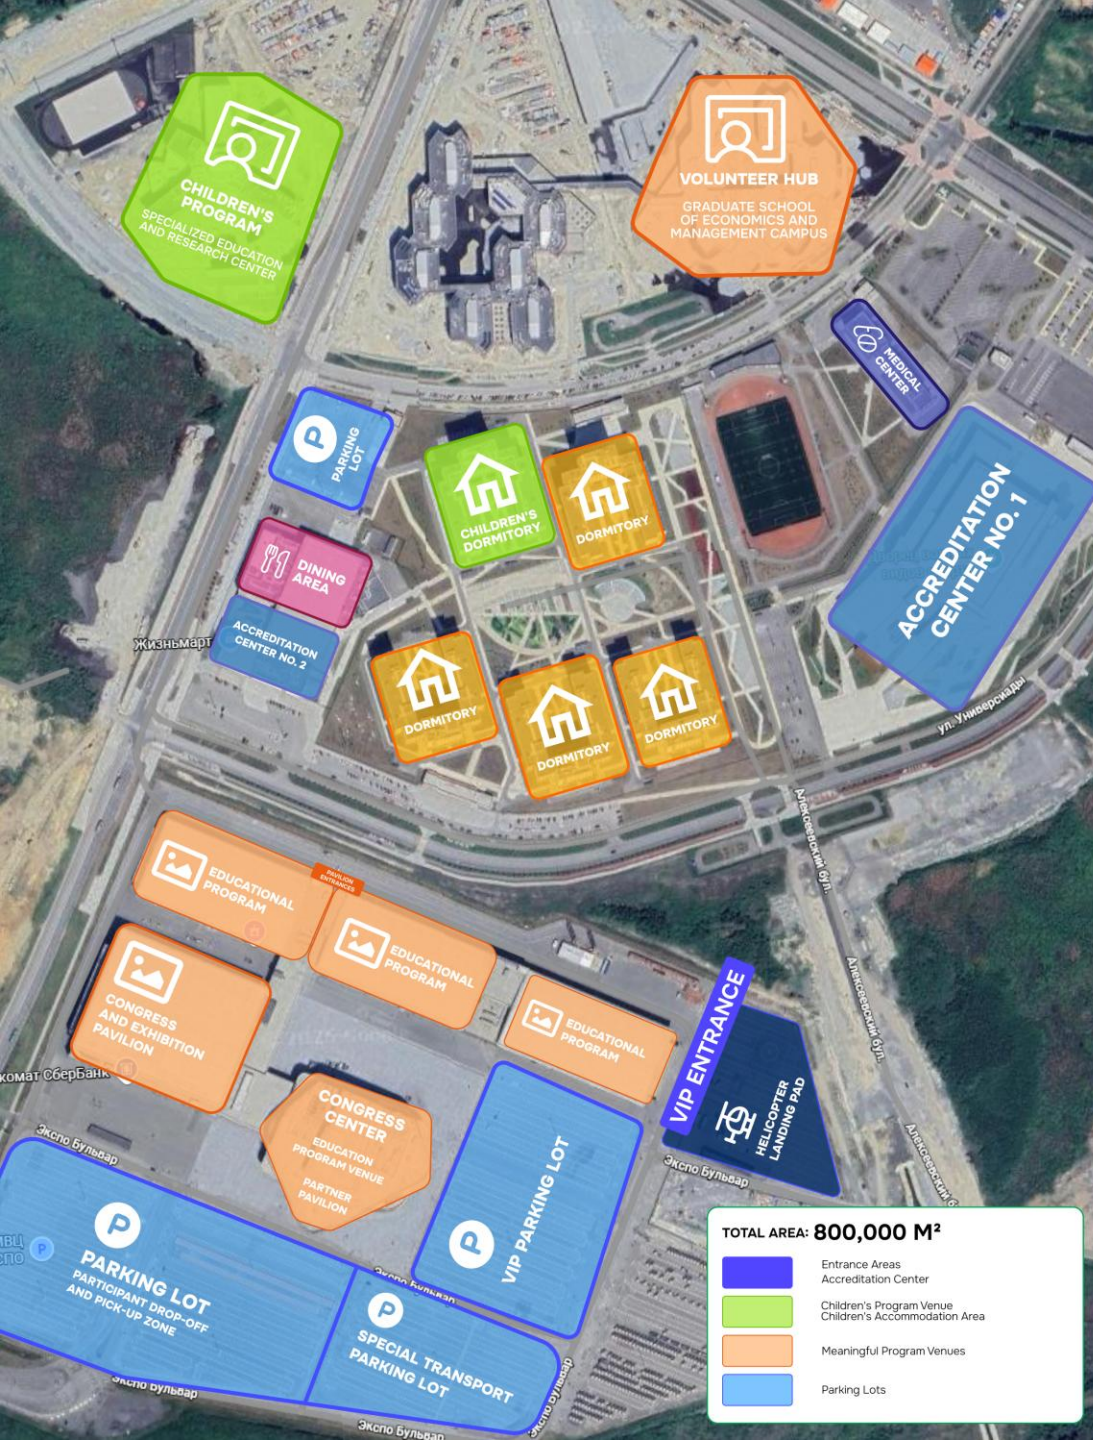 CHILDREN'S
PROGRAM
SPECIALIZED EDUCATION
AND RESEARCH CENTER
VOLUNTEER HUB
GRADUATE SCHOOL
OF ECONOMICS AND
MANAGEMENT CAMPUS
MEDICAL
CENTER
P
PARKING
LOT
CHILDREN'S
DORMITORY
DORMITORY
ACCREDITATION
CENTER NO. 1
DINING
AREA
ACCREDITATION
CENTER NO. 2
Жизньмарт
DORMITORY
DORMITORY
DORMITORY
ул. Универсиады
Алексеевский бул.
EDUCATIONAL
PROGRAM
PAVILION
ENTRANCES
EDUCATIONAL
PROGRAM
EDUCATIONAL
PROGRAM
CONGRESS
AND EXHIBITION
PAVILION
комат СберБанк
VIP ENTRANCE
HELICOPTER
LANDING PAD
Алексеевский бул.
Алексеевский б
CONGRESS
CENTER
EDUCATION
PROGRAM VENUE
PARTNER
PAVILION
Экспо Бульвар
Экспо Бульвар
P
VIP PARKING LOT
P
PARKING LOT
PARTICIPANT DROP-OFF
AND PICK-UP ZONE
P
Экспо Бульвар
P
SPECIAL TRANSPORT
PARKING LOT
Экспо Бульвар
Экспо Бульвар
Экспо Бульвар
TOTAL AREA: 800,000 M²
Entrance Areas
Accreditation Center
Children's Program Venue
Children's Accommodation Area
Meaningful Program Venues
Parking Lots